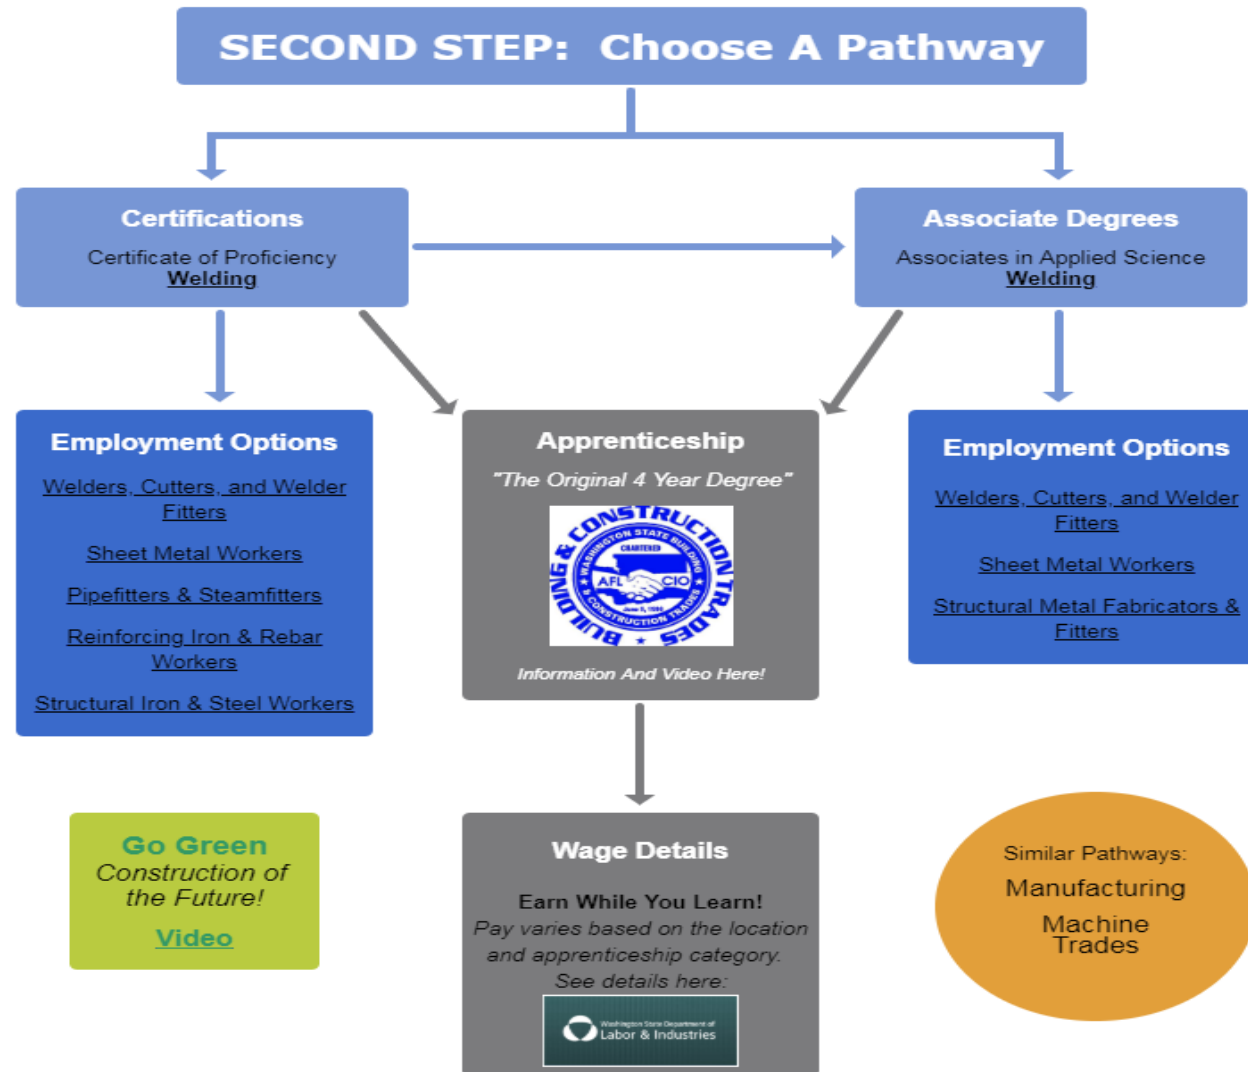 SECOND STEP:  Choose A Pathway
Certifications
Certificate of Proficiency
Welding
Associate Degrees
Associates in Applied Science
Welding
Employment Options
Welders, Cutters, and Welder
Fitters
Sheet Metal Workers
Pipefitters & Steamfitters
Reinforcing Iron & Rebar
Workers
Structural Iron & Steel Workers
Apprenticeship
"The Original 4 Year Degree"
BUILDING & CONSTRUCTION TRADES
WASHINGTON STATE BUILDING
& CONSTRUCTION TRADES
CHARTERED
AFL CIO
Information And Video Here!
Employment Options
Welders, Cutters, and Welder
Fitters
Sheet Metal Workers
Structural Metal Fabricators &
Fitters
Go Green
Construction of
the Future!
Video
Wage Details
Earn While You Learn!
Pay varies based on the location
and apprenticeship category.
See details here:
Washington State Department of
Labor & Industries
Similar Pathways:
Manufacturing
Machine
Trades